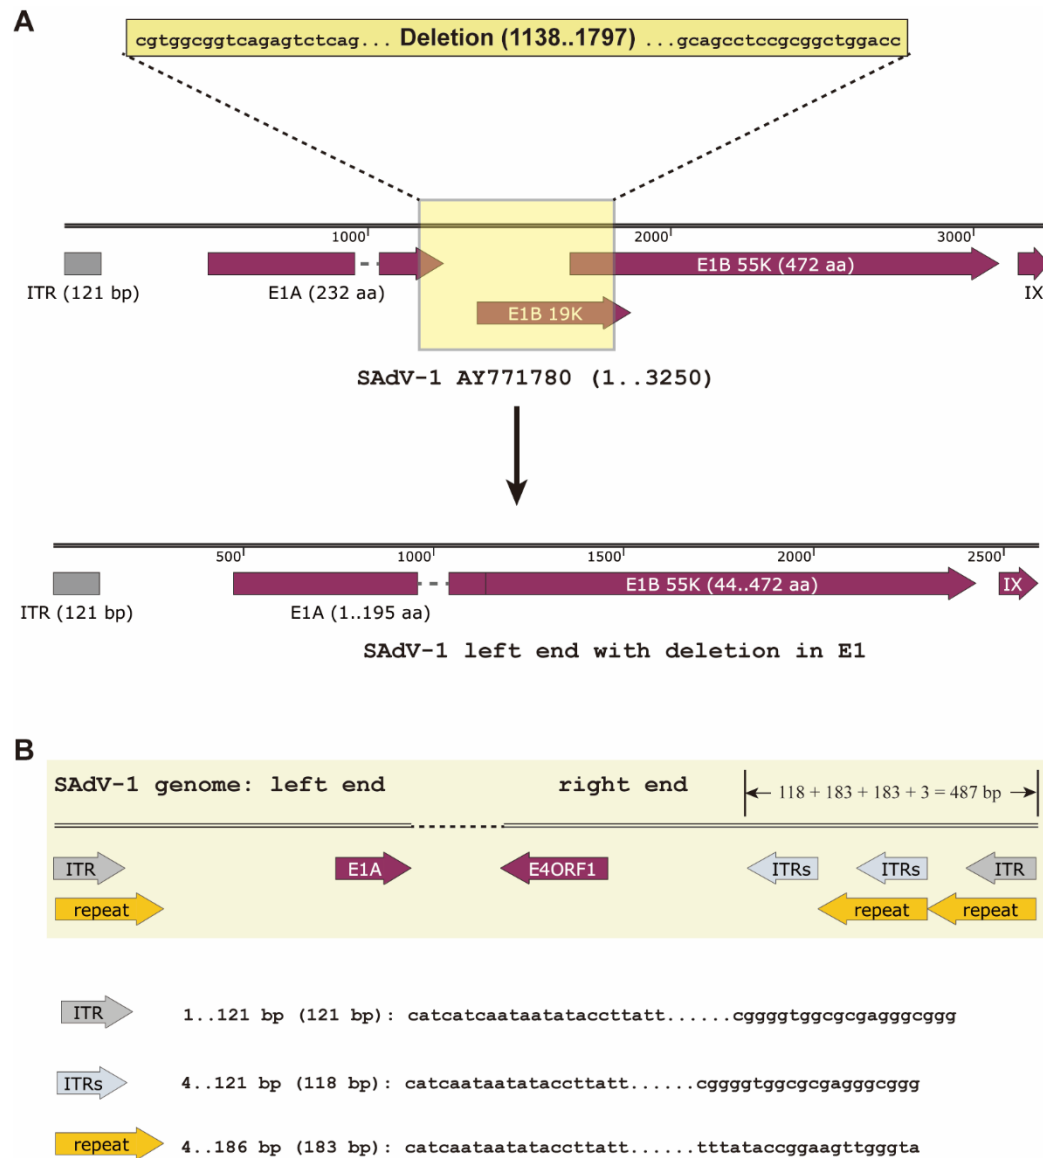 A
cgtggcggtcagagtctcag... Deletion (1138..1797) ...gcagcctccgcggctggacc
1000 2000 3000
E1B 55K (472 aa)
ITR (121 bp) E1A (232 aa) IX
E1B 19K
SAdV-1 AY771780 (1..3250)
500 1000 1500 2000 2500
E1B 55K (44..472 aa) IX
ITR (121 bp) E1A (1..195 aa)
SAdV-1 left end with deletion in E1
B
SAdV-1 genome: left end right end 118 + 183 + 183 + 3 = 487 bp
ITR E1A E4ORF1 ITRs ITRs ITR
repeat repeat repeat
ITR 1..121 bp (121 bp): catcatcaataatataccttatt......cggggtggcgcgagggcggg
ITRs 4..121 bp (118 bp): catcaataatataccttatt......cggggtggcgcgagggcggg
repeat 4..186 bp (183 bp): catcaataatataccttatt......tttataccggaagttgggta